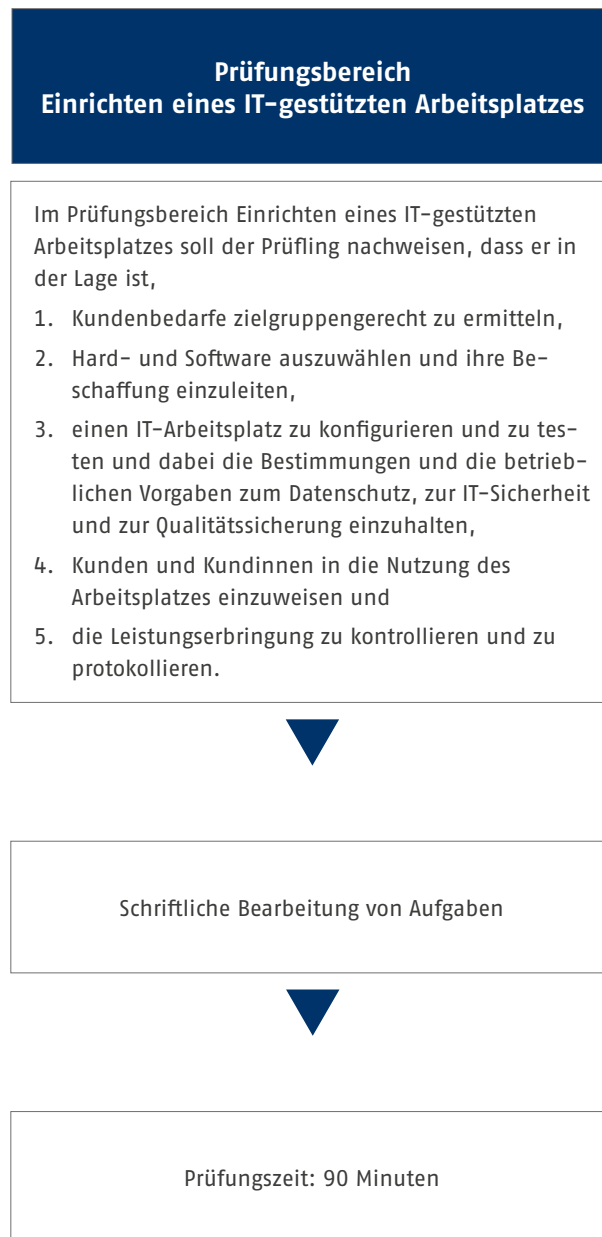 Prüfungsbereich
Einrichten eines IT-gestützten Arbeitsplatzes
Im Prüfungsbereich Einrichten eines IT-gestützten
Arbeitsplatzes soll der Prüfling nachweisen, dass er in
der Lage ist,
1. Kundenbedarfe zielgruppengerecht zu ermitteln,
2. Hard- und Software auszuwählen und ihre Be-
schaffung einzuleiten,
3. einen IT-Arbeitsplatz zu konfigurieren und zu tes-
ten und dabei die Bestimmungen und die betrieb-
lichen Vorgaben zum Datenschutz, zur IT-Sicherheit
und zur Qualitätssicherung einzuhalten,
4. Kunden und Kundinnen in die Nutzung des
Arbeitsplatzes einzuweisen und
5. die Leistungserbringung zu kontrollieren und zu
protokollieren.
Schriftliche Bearbeitung von Aufgaben
Prüfungszeit: 90 Minuten